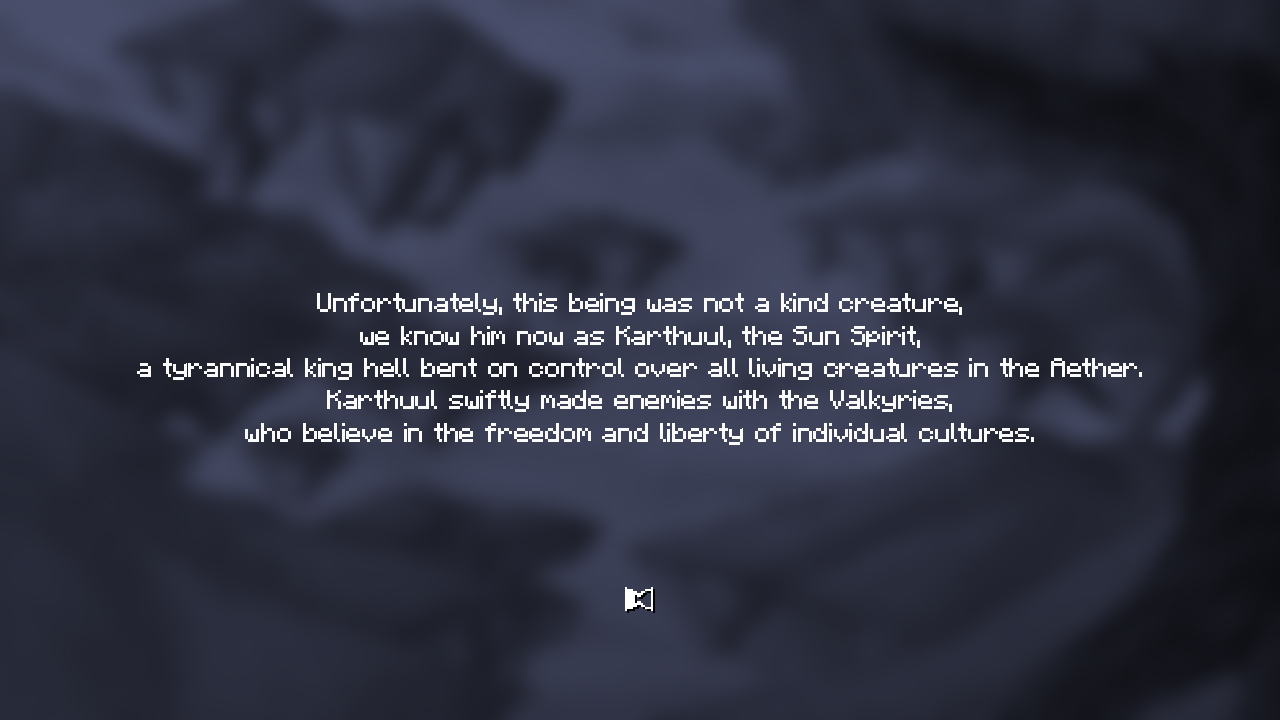 Unfortunately, this being was not a kind creature,
we know him now as Karthuul, the Sun Spirit,
a tyrannical king hell bent on control over all living creatures in the Aether.
Karthuul swiftly made enemies with the Valkyries,
who believe in the freedom and liberty of individual cultures.